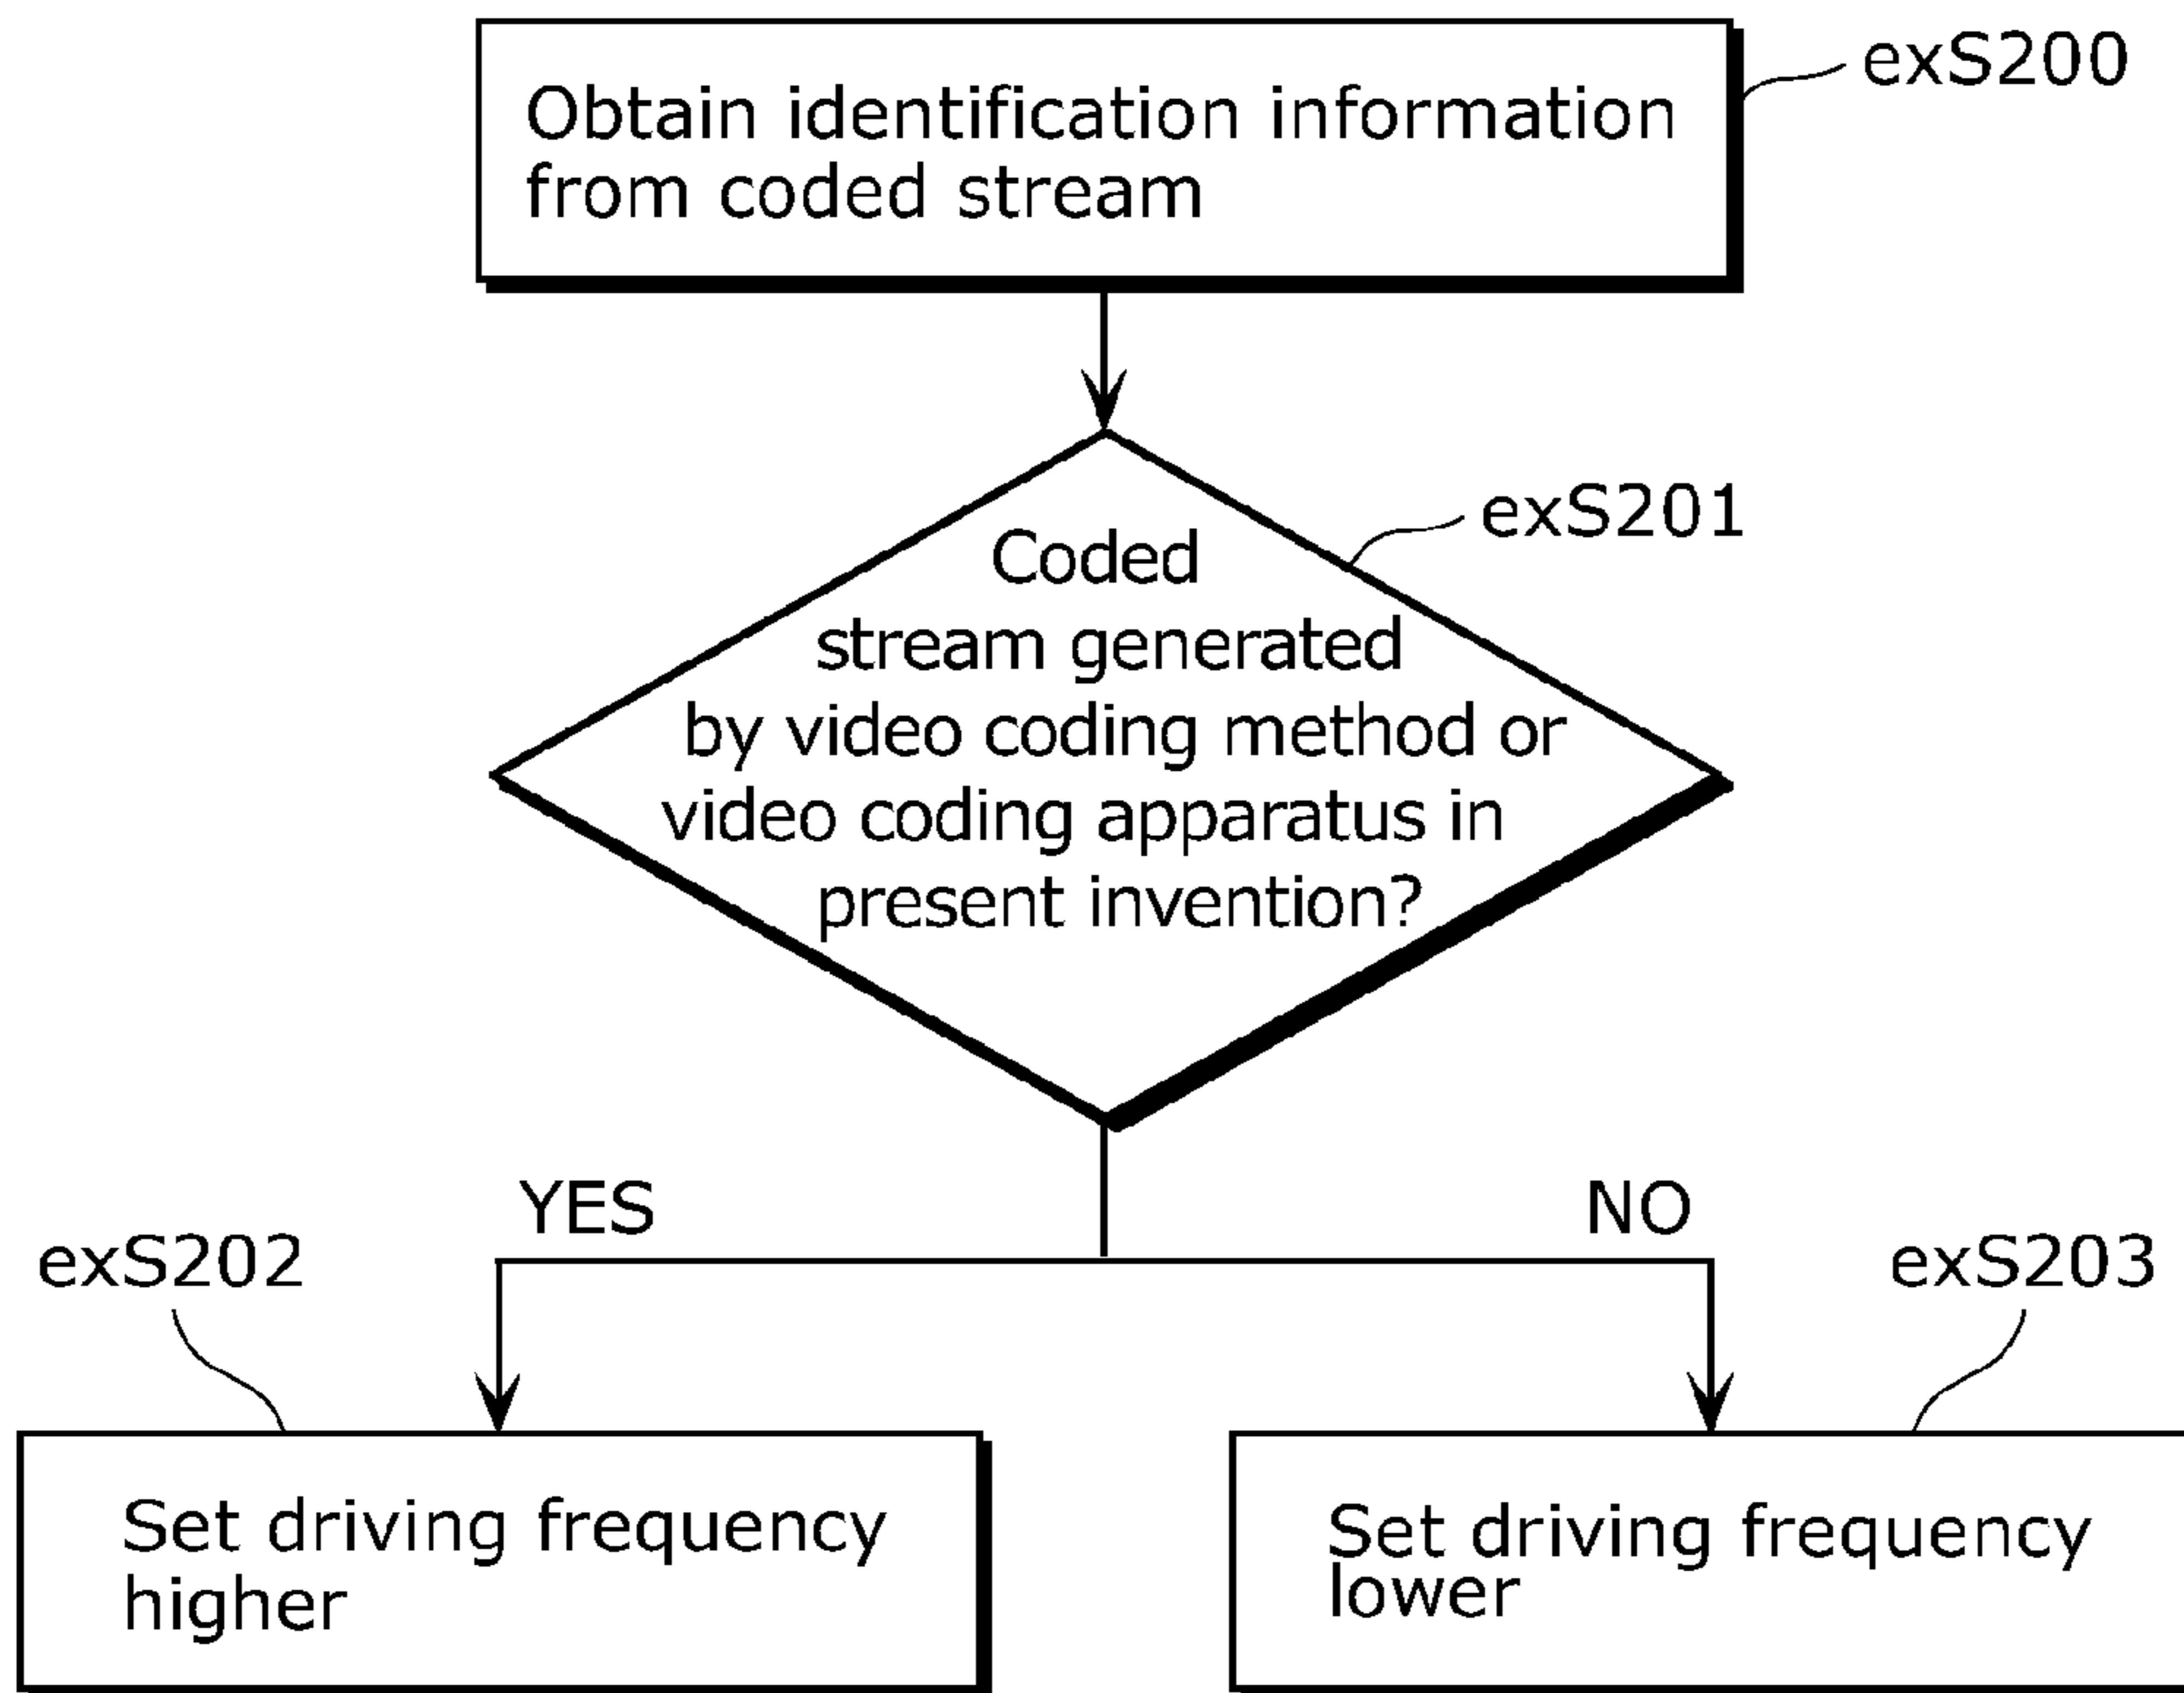 exS200
Obtain identification information
from coded stream
exS201
Coded
stream generated
by video coding method or
video coding apparatus in
present invention?
YES
NO
exS202
exS203
Set driving frequency
higher
Set driving frequency
lower